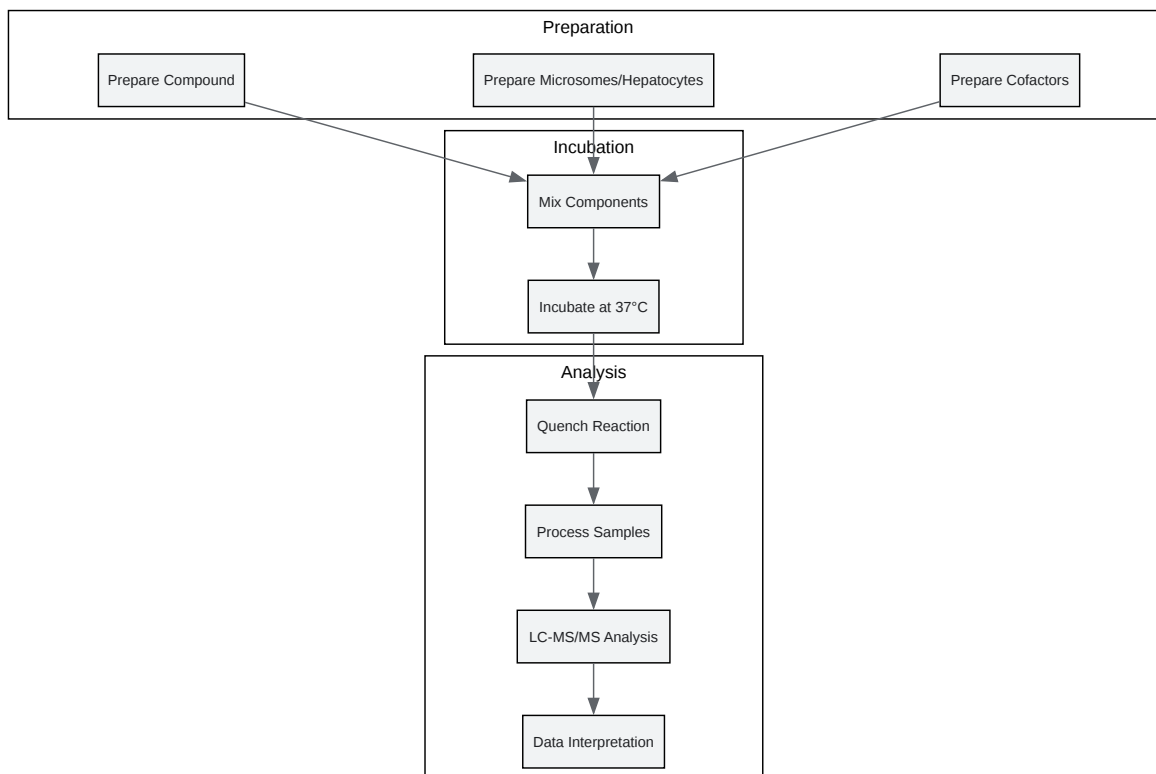 Preparation
Prepare Compound
Prepare Microsomes/Hepatocytes
Prepare Cofactors
Incubation
Mix Components
Incubate at 37°C
Analysis
Quench Reaction
Process Samples
LC-MS/MS Analysis
Data Interpretation